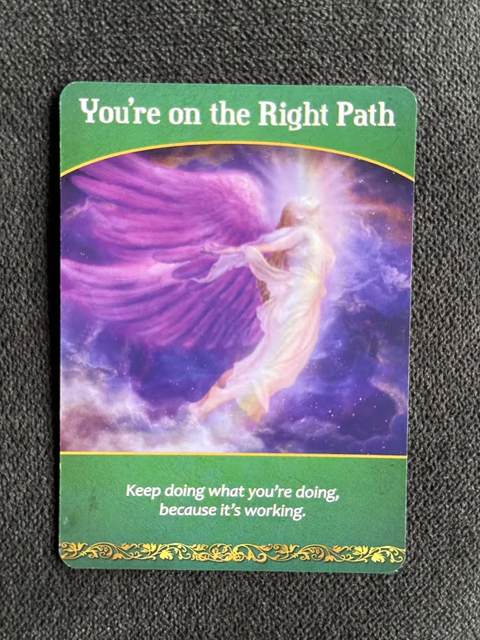 You're on the Right Path
Keep doing what you're doing,
because it's working.